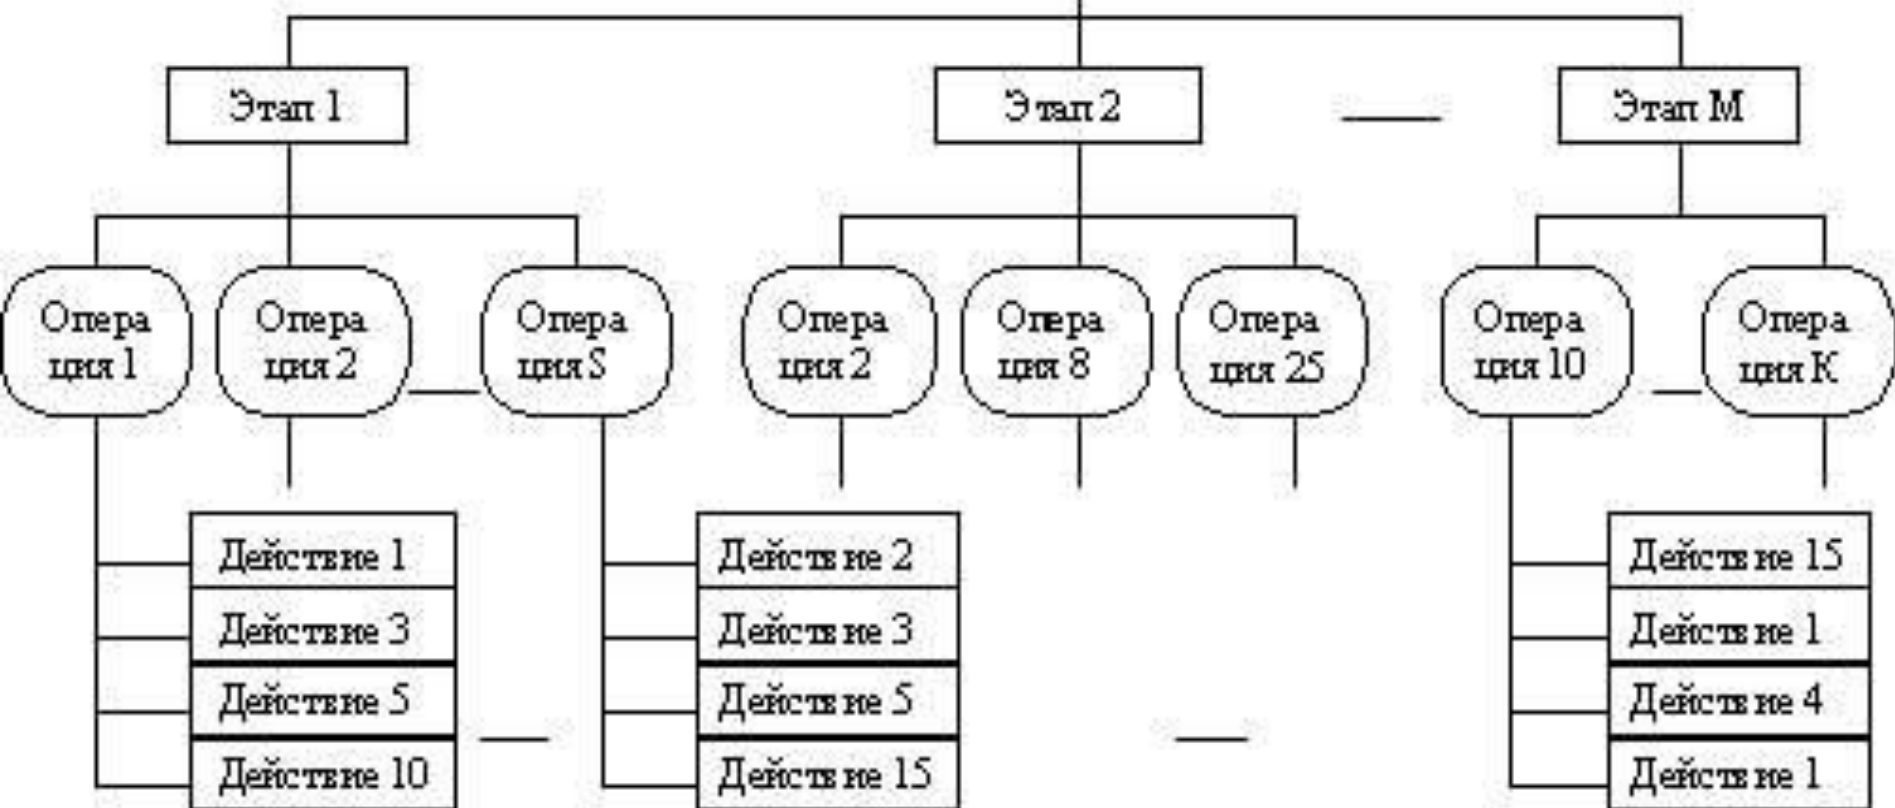 Этап 1
Этап 2
Этап М
Опера
ция 1
Опера
ция 2
Опера
ция S
Опера
ция 2
Опера
ция 8
Опера
ция 25
Опера
ция 10
Опера
ция К
Действие 1
Действие 3
Действие 5
Действие 10
Действие 2
Действие 3
Действие 5
Действие 15
Действие 15
Действие 1
Действие 4
Действие 1